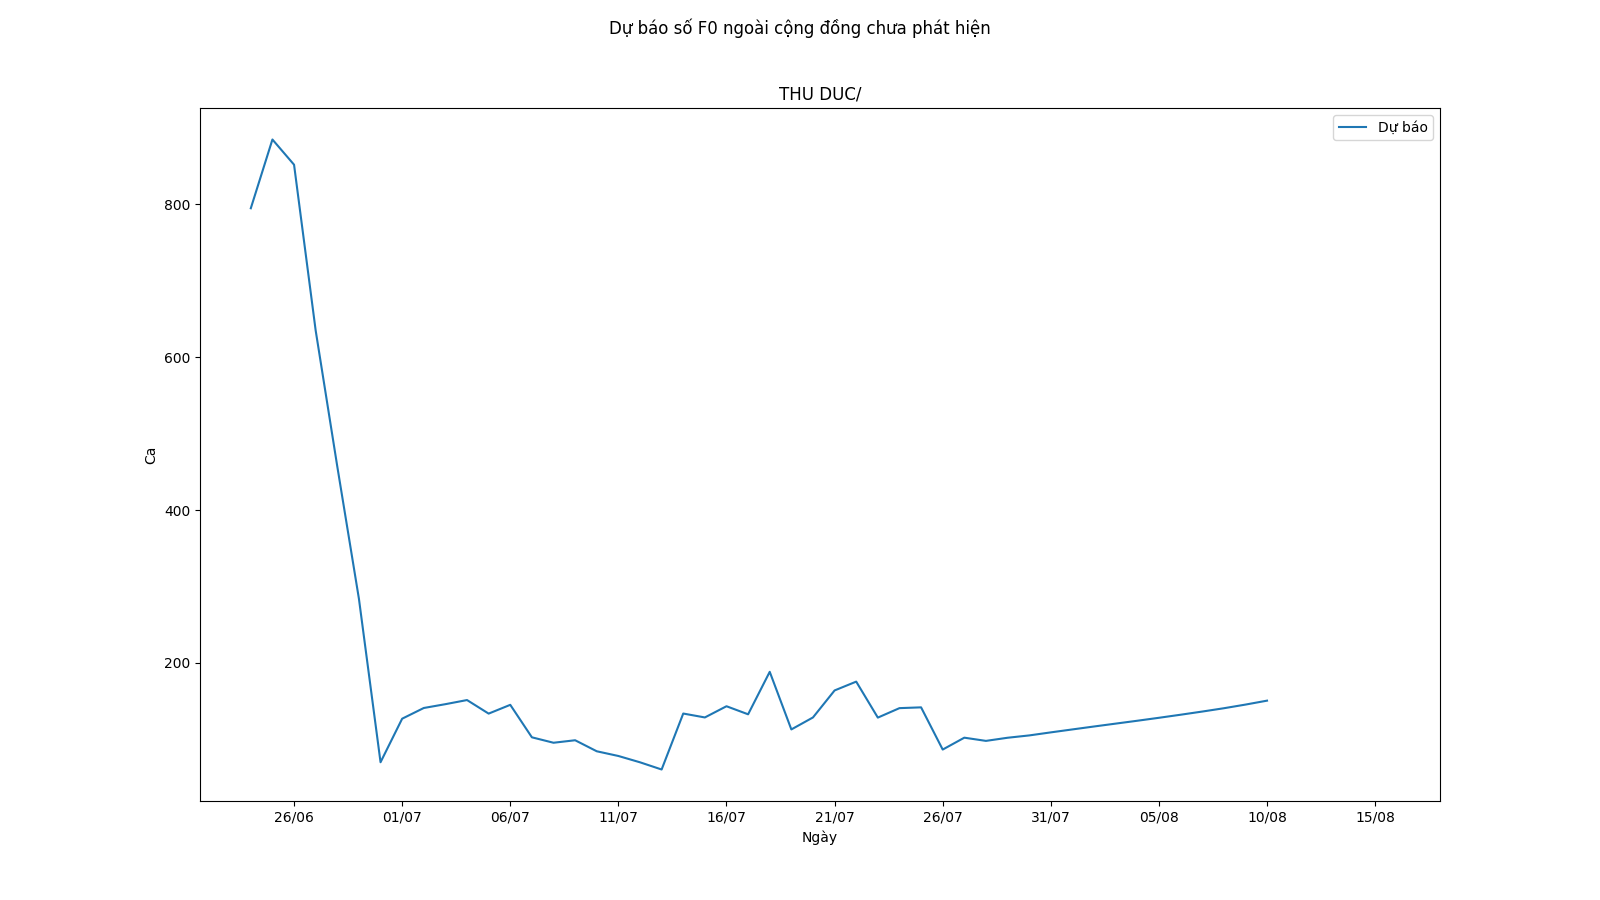 Dự báo số F0 ngoài cộng đồng chưa phát hiện
THU DUC/
Dự báo
800
600
400
200
Ca
26/06 01/07 06/07 11/07 16/07 21/07 26/07 31/07 05/08 10/08 15/08
Ngày